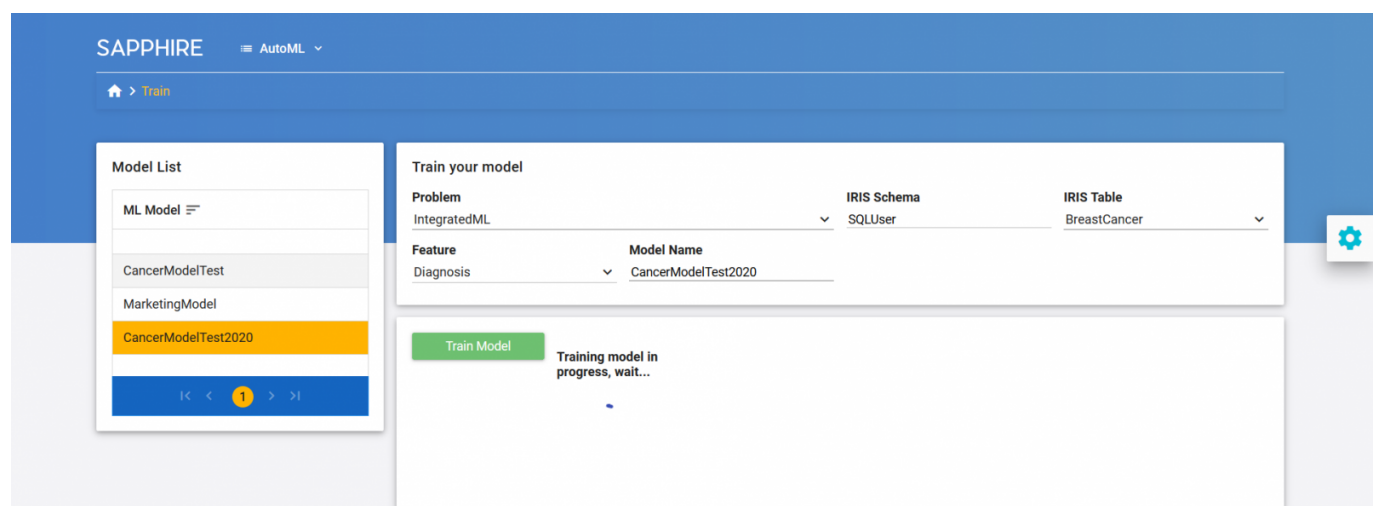 SAPPHIRE AutoML
Train
Model List
ML Model
CancerModelTest
MarketingModel
CancerModelTest2020
1
Train your model
Problem IRIS Schema IRIS Table
IntegratedML SQLUser BreastCancer
Feature Model Name
Diagnosis CancerModelTest2020
Train Model
Training model in
progress, wait...